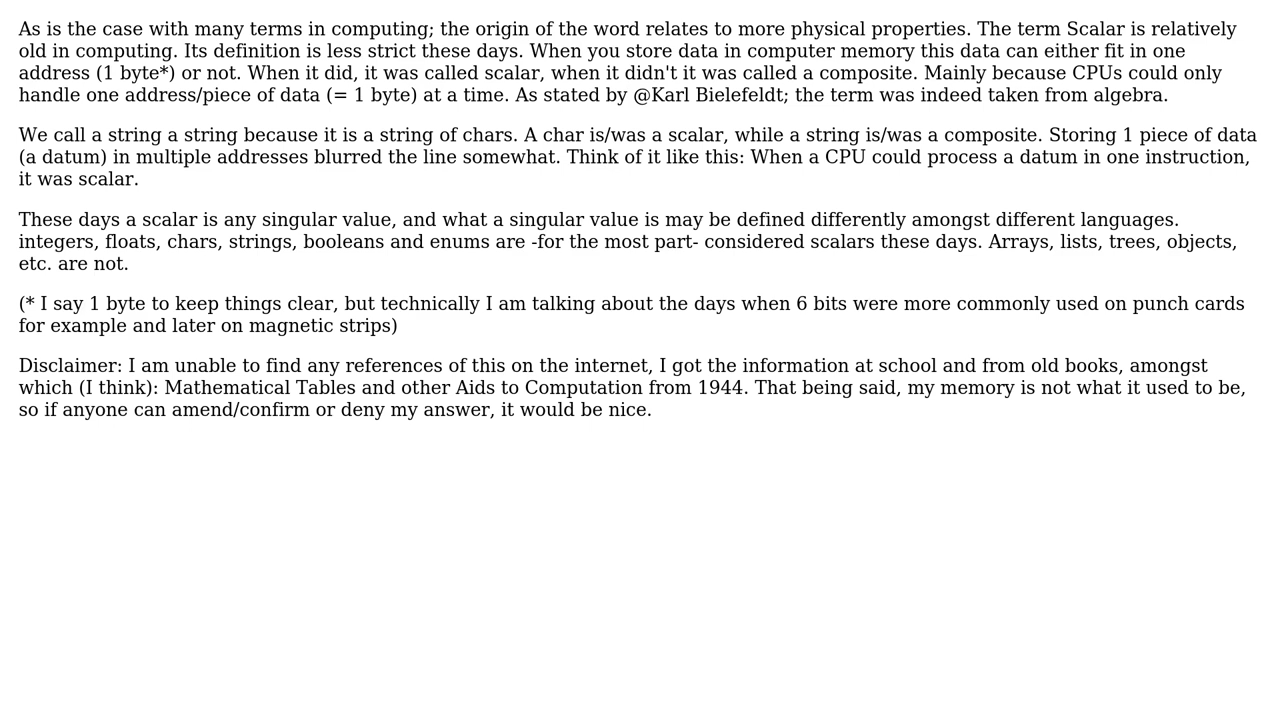 As is the case with many terms in computing; the origin of the word relates to more physical properties. The term Scalar is relatively
old in computing. Its definition is less strict these days. When you store data in computer memory this data can either fit in one
address (1 byte*) or not. When it did, it was called scalar, when it didn't it was called a composite. Mainly because CPUs could only
handle one address/piece of data (= 1 byte) at a time. As stated by @Karl Bielefeldt; the term was indeed taken from algebra.
We call a string a string because it is a string of chars. A char is/was a scalar, while a string is/was a composite. Storing 1 piece of data
(a datum) in multiple addresses blurred the line somewhat. Think of it like this: When a CPU could process a datum in one instruction,
it was scalar.
These days a scalar is any singular value, and what a singular value is may be defined differently amongst different languages.
integers, floats, chars, strings, booleans and enums are -for the most part- considered scalars these days. Arrays, lists, trees, objects,
etc. are not.
(* I say 1 byte to keep things clear, but technically I am talking about the days when 6 bits were more commonly used on punch cards
for example and later on magnetic strips)
Disclaimer: I am unable to find any references of this on the internet, I got the information at school and from old books, amongst
which (I think): Mathematical Tables and other Aids to Computation from 1944. That being said, my memory is not what it used to be,
so if anyone can amend/confirm or deny my answer, it would be nice.